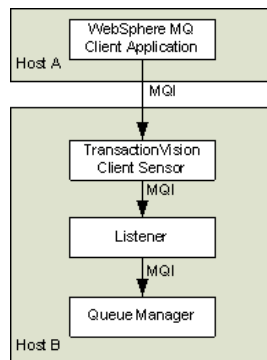 WebSphere MQ
Client Application
Host A
MQI
TransactionVision
Client Sensor
MQI
Listener
MQI
Queue Manager
Host B